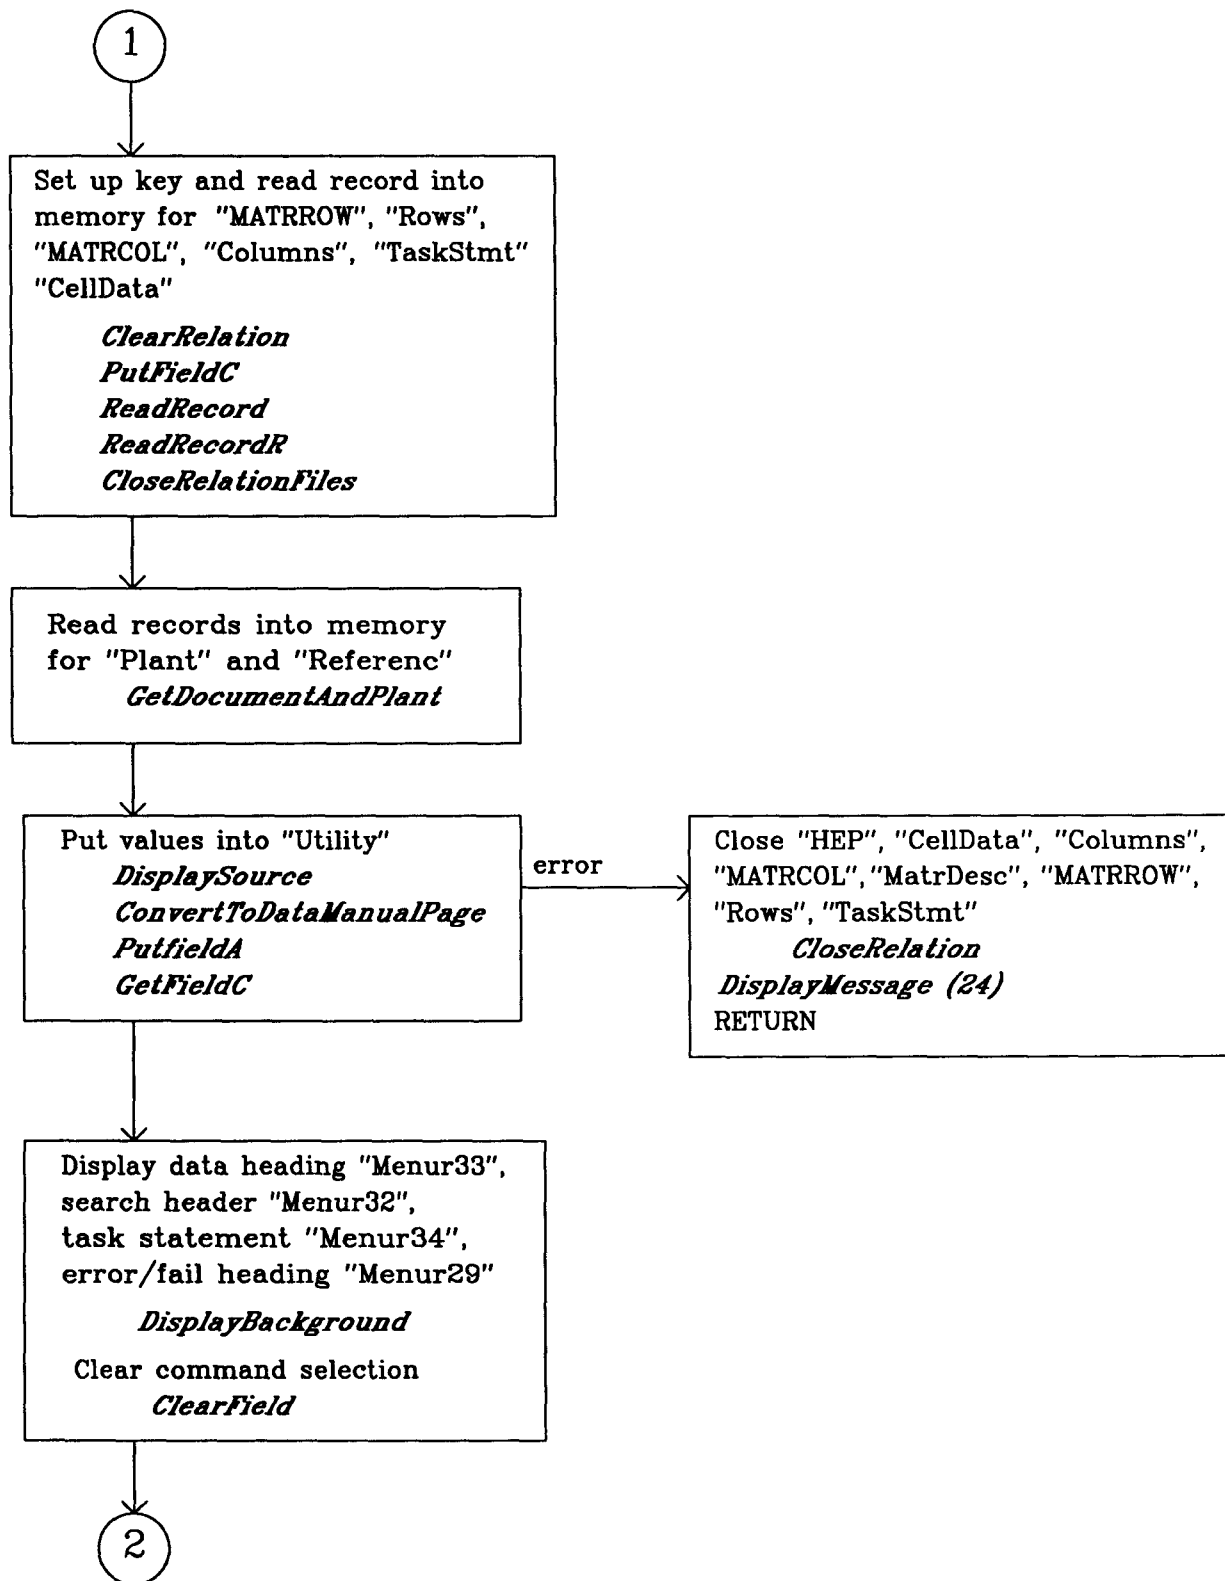 1
Set up key and read record into
memory for "MATRROW", "Rows",
"MATRCOL", "Columns", "TaskStmt"
"CellData"
ClearRelation
PutFieldC
ReadRecord
ReadRecordR
CloseRelationFiles
Read records into memory
for "Plant" and "Referenc"
GetDocumentAndPlant
Put values into "Utility"
DisplaySource
ConvertToDataManualPage
PutfieldA
GetFieldC
error
Close "HEP", "CellData", "Columns",
"MATRCOL", "MatrDesc", "MATRROW",
"Rows", "TaskStmt"
CloseRelation
DisplayMessage (24)
RETURN
Display data heading "Menur33",
search header "Menur32",
task statement "Menur34",
error/fail heading "Menur29"
DisplayBackground
Clear command selection
ClearField
2